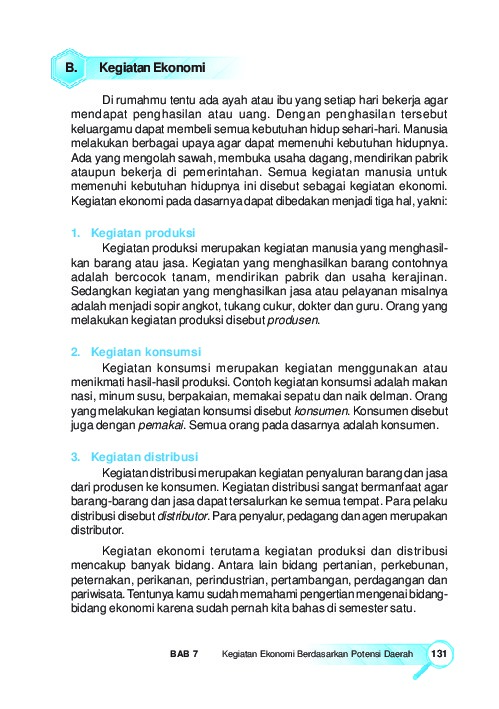 B. Kegiatan Ekonomi
Di rumahmu tentu ada ayah atau ibu yang setiap hari bekerja agar
mendapat penghasilan atau uang. Dengan penghasilan tersebut
keluargamu dapat membeli semua kebutuhan hidup sehari-hari. Manusia
melakukan berbagai upaya agar dapat memenuhi kebutuhan hidupnya.
Ada yang mengolah sawah, membuka usaha dagang, mendirikan pabrik
ataupun bekerja di pemerintahan. Semua kegiatan manusia untuk
memenuhi kebutuhan hidupnya ini disebut sebagai kegiatan ekonomi.
Kegiatan ekonomi pada dasarnya dapat dibedakan menjadi tiga hal, yakni:
1. Kegiatan produksi
Kegiatan produksi merupakan kegiatan manusia yang menghasil-
kan barang atau jasa. Kegiatan yang menghasilkan barang contohnya
adalah bercocok tanam, mendirikan pabrik dan usaha kerajinan.
Sedangkan kegiatan yang menghasilkan jasa atau pelayanan misalnya
adalah menjadi sopir angkot, tukang cukur, dokter dan guru. Orang yang
melakukan kegiatan produksi disebut produsen.
2. Kegiatan konsumsi
Kegiatan konsumsi merupakan kegiatan menggunakan atau
menikmati hasil-hasil produksi. Contoh kegiatan konsumsi adalah makan
nasi, minum susu, berpakaian, memakai sepatu dan naik delman. Orang
yang melakukan kegiatan konsumsi disebut konsumen. Konsumen disebut
juga dengan pemakai. Semua orang pada dasarnya adalah konsumen.
3. Kegiatan distribusi
Kegiatan distribusi merupakan kegiatan penyaluran barang dan jasa
dari produsen ke konsumen. Kegiatan distribusi sangat bermanfaat agar
barang-barang dan jasa dapat tersalurkan ke semua tempat. Para pelaku
distribusi disebut distributor. Para penyalur, pedagang dan agen merupakan
distributor.
Kegiatan ekonomi terutama kegiatan produksi dan distribusi
mencakup banyak bidang. Antara lain bidang pertanian, perkebunan,
peternakan, perikanan, perindustrian, pertambangan, perdagangan dan
pariwisata. Tentunya kamu sudah memahami pengertian mengenai bidang-
bidang ekonomi karena sudah pernah kita bahas di semester satu.
BAB 7 Kegiatan Ekonomi Berdasarkan Potensi Daerah 131